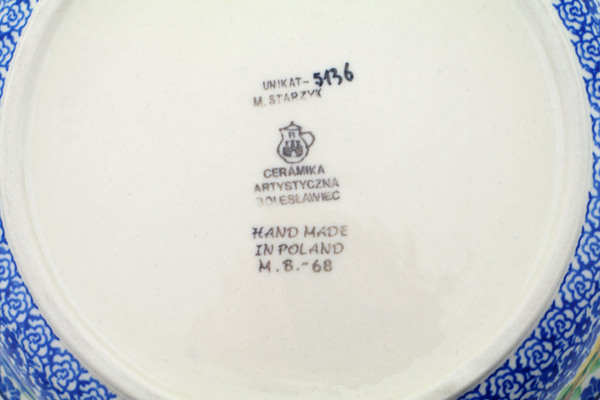 UNIKAT- 5136
M. STARZYK
CERAMIKA
ARTYSTYCZNA
BOLESŁAWIEC
HAND MADE
IN POLAND
M.B.-68